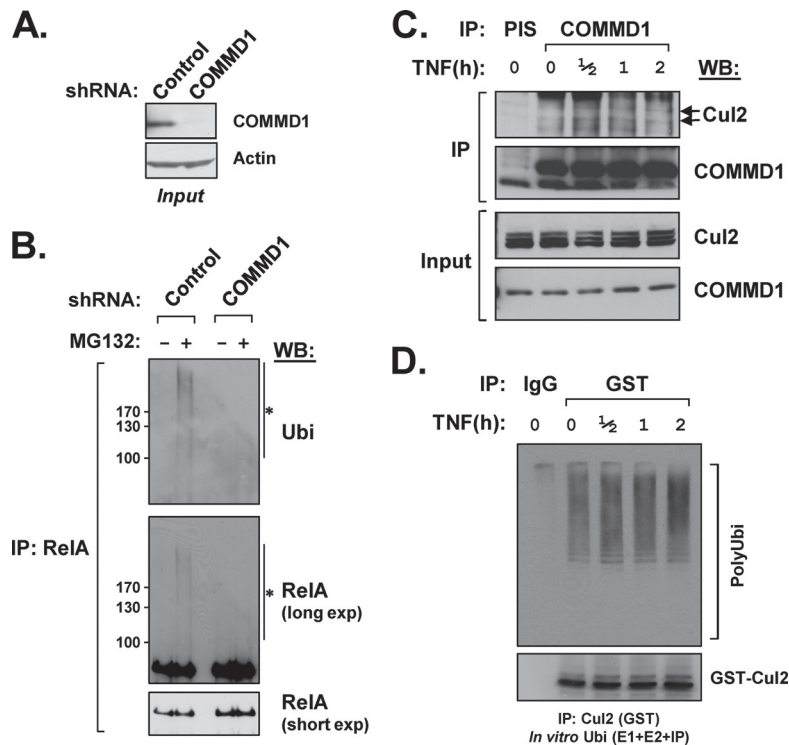 A.
shRNA: Control COMMD1
COMMD1
Actin
Input
B.
shRNA: Control COMMD1
MG132: − + − + WB:
170
130
100
* Ubi
IP: RelA
170
130
100
* RelA
(long exp)
RelA
(short exp)
C.
IP: PIS COMMD1
TNF(h): 0 0 ½ 1 2 WB:
IP
Cul2
COMMD1
Input
Cul2
COMMD1
D.
IP: IgG GST
TNF(h): 0 0 ½ 1 2
PolyUbi
GST-Cul2
IP: Cul2 (GST)
In vitro Ubi (E1+E2+IP)